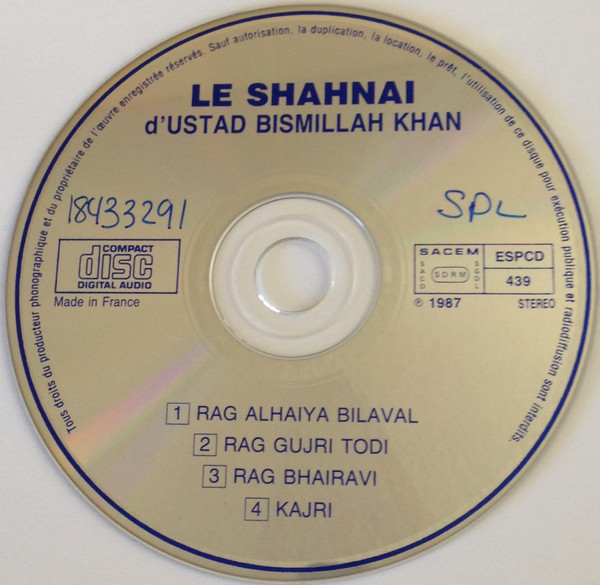 Tous droits du producteur phonographique et du propriétaire de l'œuvre enregistrée réservés. Sauf autorisation, la duplication, la location, le prêt, l'utilisation de ce disque pour exécution publique et radiodiffusion sont interdits.
LE SHAHNAI
d'USTAD BISMILLAH KHAN
18433291
SPL
COMPACT
disc
DIGITAL AUDIO
Made in France
SACEM
SACD
SDRM
SGDL
ESPCD
439
℗ 1987
STEREO
1 RAG ALHAIYA BILAVAL
2 RAG GUJRI TODI
3 RAG BHAIRAVI
4 KAJRI